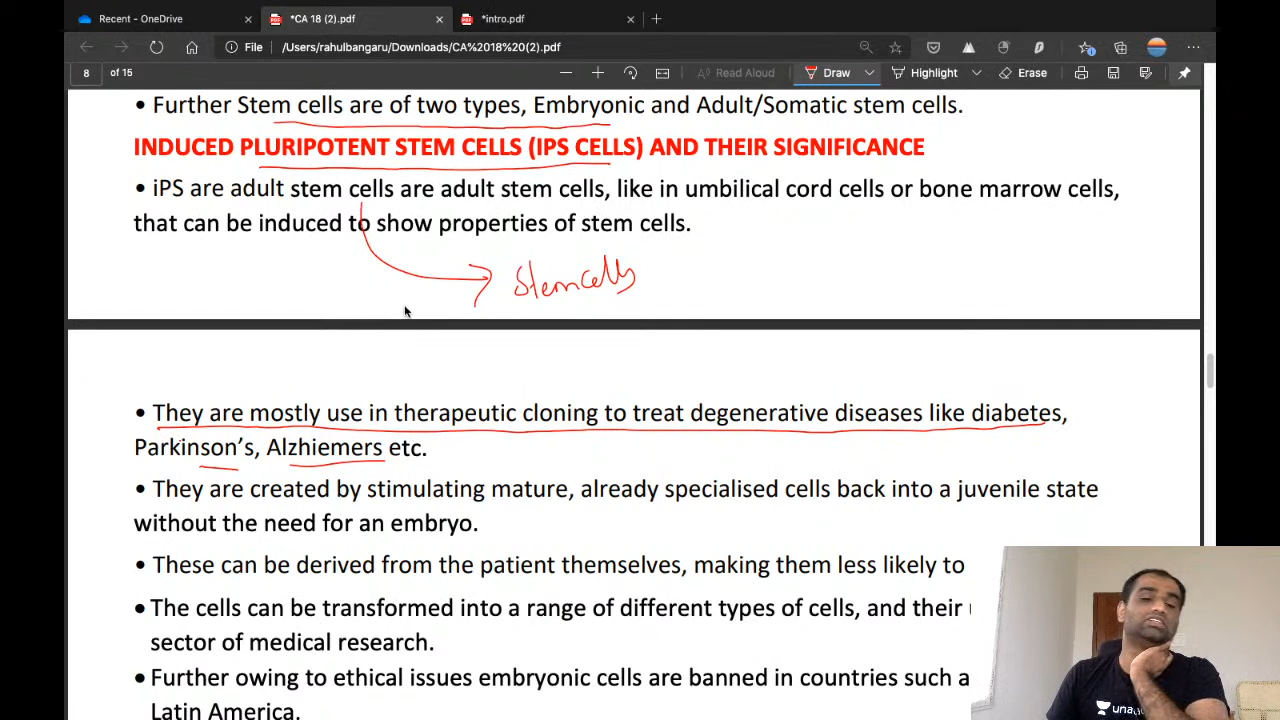 Recent - OneDrive
*CA 18 (2).pdf
*intro.pdf
File
/Users/rahulbangaru/Downloads/CA%2018%20(2).pdf
8 of 15
Read Aloud
Draw
Highlight
Erase
• Further Stem cells are of two types, Embryonic and Adult/Somatic stem cells.
INDUCED PLURIPOTENT STEM CELLS (IPS CELLS) AND THEIR SIGNIFICANCE
• iPS are adult stem cells are adult stem cells, like in umbilical cord cells or bone marrow cells,
that can be induced to show properties of stem cells.
Stem cells
• They are mostly use in therapeutic cloning to treat degenerative diseases like diabetes,
Parkinson's, Alzhiemers etc.
• They are created by stimulating mature, already specialised cells back into a juvenile state
without the need for an embryo.
• These can be derived from the patient themselves, making them less likely to
• The cells can be transformed into a range of different types of cells, and their
sector of medical research.
• Further owing to ethical issues embryonic cells are banned in countries such a
Latin America.